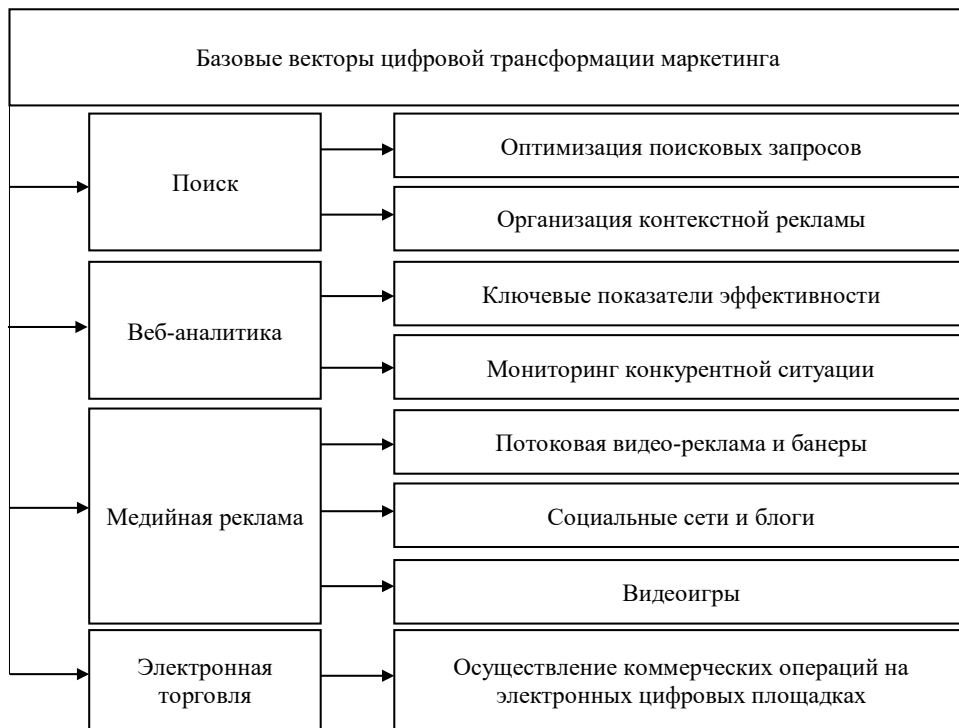 Базовые векторы цифровой трансформации маркетинга
Поиск
Оптимизация поисковых запросов
Организация контекстной рекламы
Веб-аналитика
Ключевые показатели эффективности
Мониторинг конкурентной ситуации
Медийная реклама
Потоковая видео-реклама и банеры
Социальные сети и блоги
Видеоигры
Электронная
торговля
Осуществление коммерческих операций на
электронных цифровых площадках